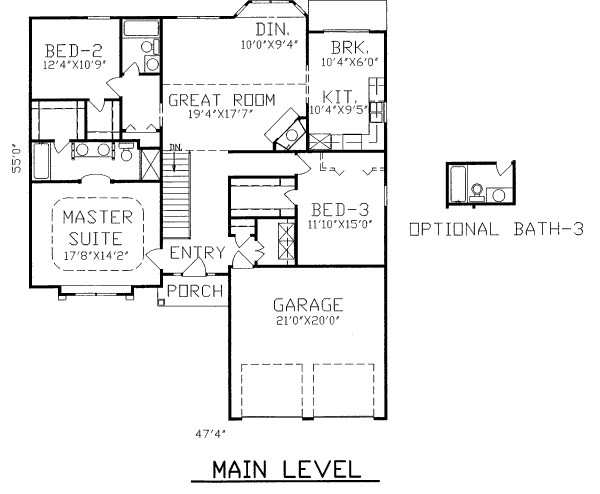 DIN.
10'0"X9'4"
BED-2
12'4"X10'9"
BRK.
10'4"X6'0"
GREAT ROOM
19'4"X17'7"
KIT.
10'4"X9'5"
DN.
55'0"
MASTER
SUITE
17'8"X14'2"
BED-3
11'10"X15'0"
OPTIONAL BATH-3
ENTRY
PORCH
GARAGE
21'0"X20'0"
47'4"
MAIN LEVEL